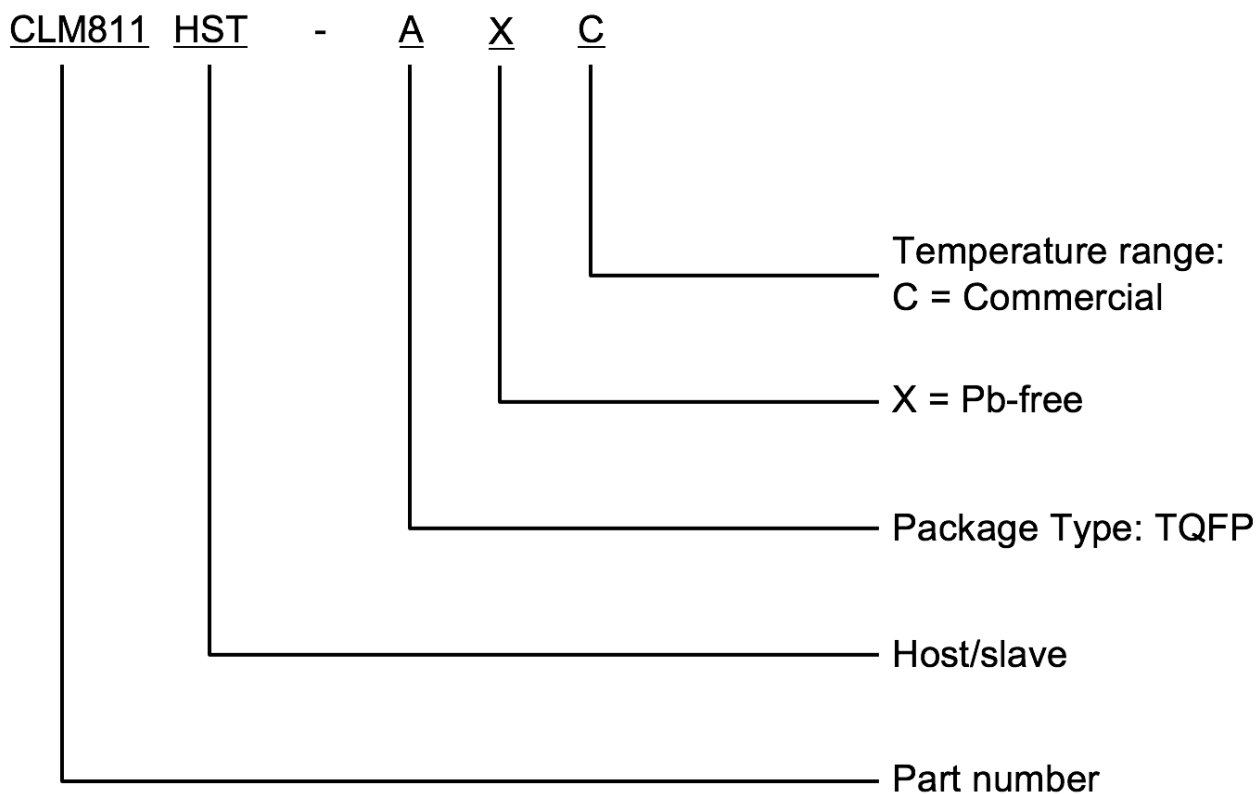 CLM811 HST - A X C
Temperature range:
C = Commercial
X = Pb-free
Package Type: TQFP
Host/slave
Part number